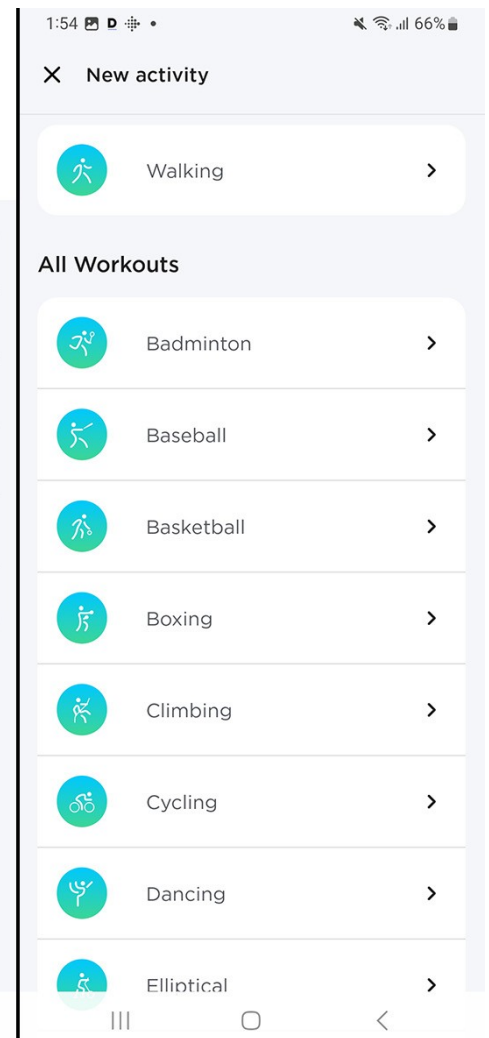 1:54 D 66%
New activity
Walking
All Workouts
Badminton
Baseball
Basketball
Boxing
Climbing
Cycling
Dancing
Elliptical